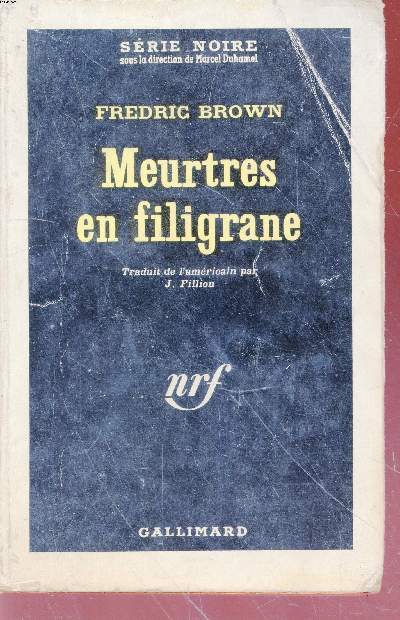 SÉRIE NOIRE
sous la direction de Marcel Duhamel
FREDRIC BROWN
Meurtres
en filigrane
Traduit de l'américain par
J. Fillion
nrf
GALLIMARD